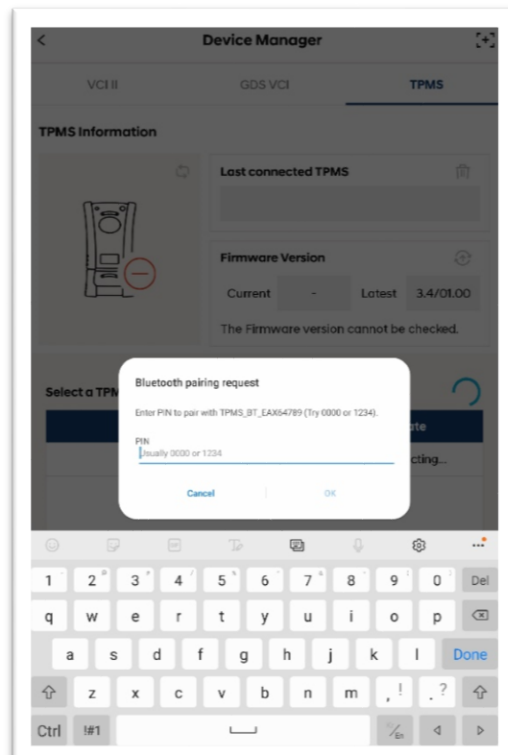 Device Manager
VCI II
GDS VCI
TPMS
TPMS Information
Last connected TPMS
Firmware Version
Current - Latest 3.4/01.00
The Firmware version cannot be checked.
Select a TPM
Bluetooth pairing request
Enter PIN to pair with TPMS_BT_EAX64789 (Try 0000 or 1234).
PIN
Usually 0000 or 1234
Cancel
OK
ate
cting...
1 2 3 4 5 6 7 8 9 0 Del
q w e r t y u i o p
a s d f g h j k l Done
z x c v b n m , ! . ?
Ctrl !#1 En